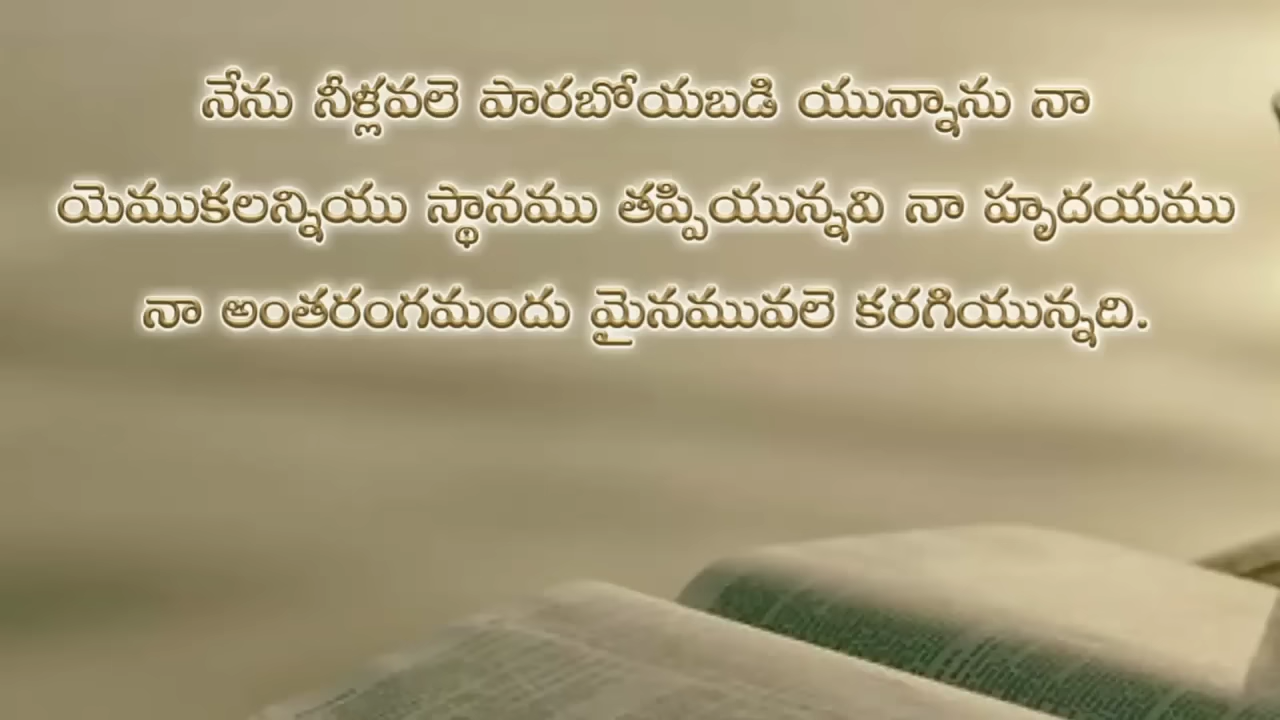 నేను నీళ్లవలె పారబోయబడి యున్నాను నా
యెముకలన్నియు స్థానము తప్పియున్నవి నా హృదయము
నా అంతరంగమందు మైనమువలె కరగియున్నది.